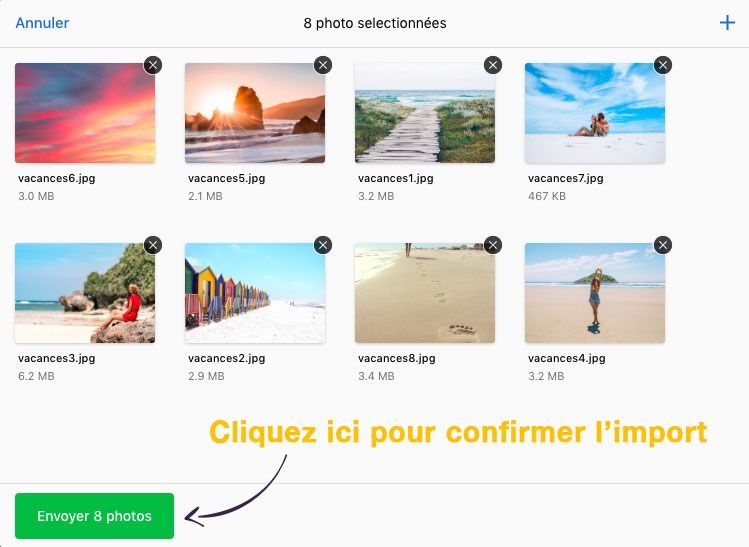 Annuler
8 photo selectionnées
+
vacances6.jpg
3.0 MB
vacances5.jpg
2.1 MB
vacances1.jpg
3.2 MB
vacances7.jpg
467 KB
vacances3.jpg
6.2 MB
vacances2.jpg
2.9 MB
vacances8.jpg
3.4 MB
vacances4.jpg
3.2 MB
Cliquez ici pour confirmer l'import
Envoyer 8 photos